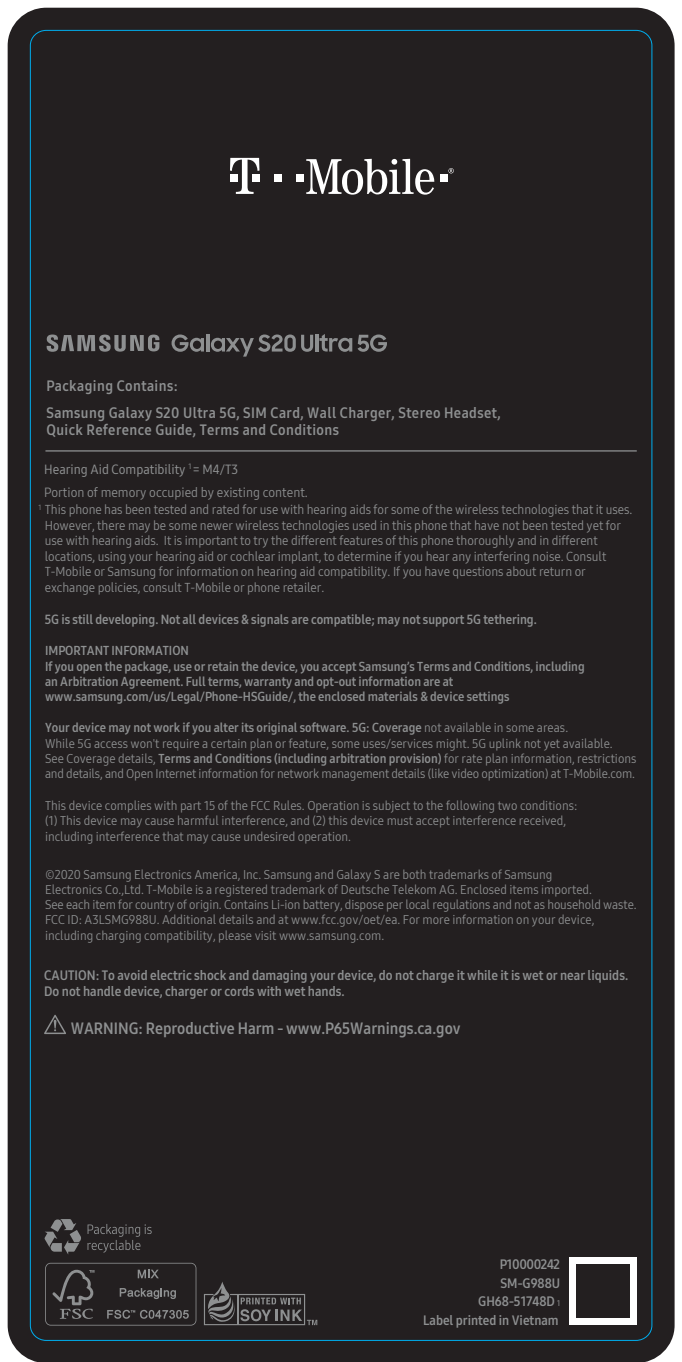 T··Mobile·®
SAMSUNG Galaxy S20 Ultra 5G
Packaging Contains:
Samsung Galaxy S20 Ultra 5G, SIM Card, Wall Charger, Stereo Headset,
Quick Reference Guide, Terms and Conditions
Hearing Aid Compatibility ¹ = M4/T3
Portion of memory occupied by existing content.
¹ This phone has been tested and rated for use with hearing aids for some of the wireless technologies that it uses.
However, there may be some newer wireless technologies used in this phone that have not been tested yet for
use with hearing aids. It is important to try the different features of this phone thoroughly and in different
locations, using your hearing aid or cochlear implant, to determine if you hear any interfering noise. Consult
T-Mobile or Samsung for information on hearing aid compatibility. If you have questions about return or
exchange policies, consult T-Mobile or phone retailer.
5G is still developing. Not all devices & signals are compatible; may not support 5G tethering.
IMPORTANT INFORMATION
If you open the package, use or retain the device, you accept Samsung's Terms and Conditions, including
an Arbitration Agreement. Full terms, warranty and opt-out information are at
www.samsung.com/us/Legal/Phone-HSGuide/, the enclosed materials & device settings
Your device may not work if you alter its original software. 5G: Coverage not available in some areas.
While 5G access won't require a certain plan or feature, some uses/services might. 5G uplink not yet available.
See Coverage details, Terms and Conditions (including arbitration provision) for rate plan information, restrictions
and details, and Open Internet information for network management details (like video optimization) at T-Mobile.com.
This device complies with part 15 of the FCC Rules. Operation is subject to the following two conditions:
(1) This device may cause harmful interference, and (2) this device must accept interference received,
including interference that may cause undesired operation.
©2020 Samsung Electronics America, Inc. Samsung and Galaxy S are both trademarks of Samsung
Electronics Co.,Ltd. T-Mobile is a registered trademark of Deutsche Telekom AG. Enclosed items imported.
See each item for country of origin. Contains Li-ion battery, dispose per local regulations and not as household waste.
FCC ID: A3LSMG988U. Additional details and at www.fcc.gov/oet/ea. For more information on your device,
including charging compatibility, please visit www.samsung.com.
CAUTION: To avoid electric shock and damaging your device, do not charge it while it is wet or near liquids.
Do not handle device, charger or cords with wet hands.
WARNING: Reproductive Harm - www.P65Warnings.ca.gov
Packaging is
recyclable
™
FSC
MIX
Packaging
FSC™ C047305
PRINTED WITH
SOY INK TM
P10000242
SM-G988U
GH68-51748D 1
Label printed in Vietnam